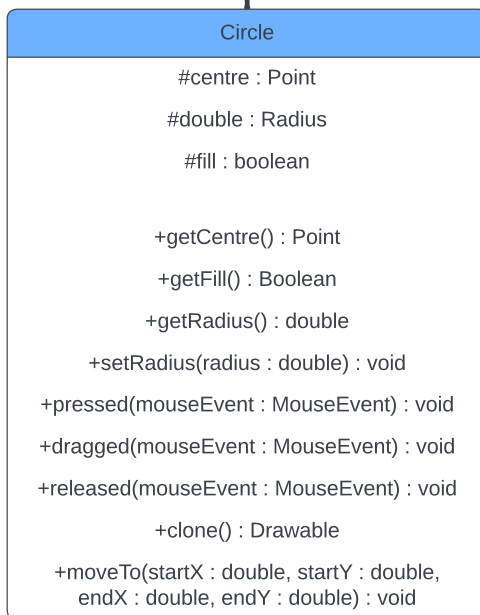 Circle
#centre : Point
#double : Radius
#fill : boolean
+getCentre() : Point
+getFill() : Boolean
+getRadius() : double
+setRadius(radius : double) : void
+pressed(mouseEvent : MouseEvent) : void
+dragged(mouseEvent : MouseEvent) : void
+released(mouseEvent : MouseEvent) : void
+clone() : Drawable
+moveTo(startX : double, startY : double,
endX : double, endY : double) : void